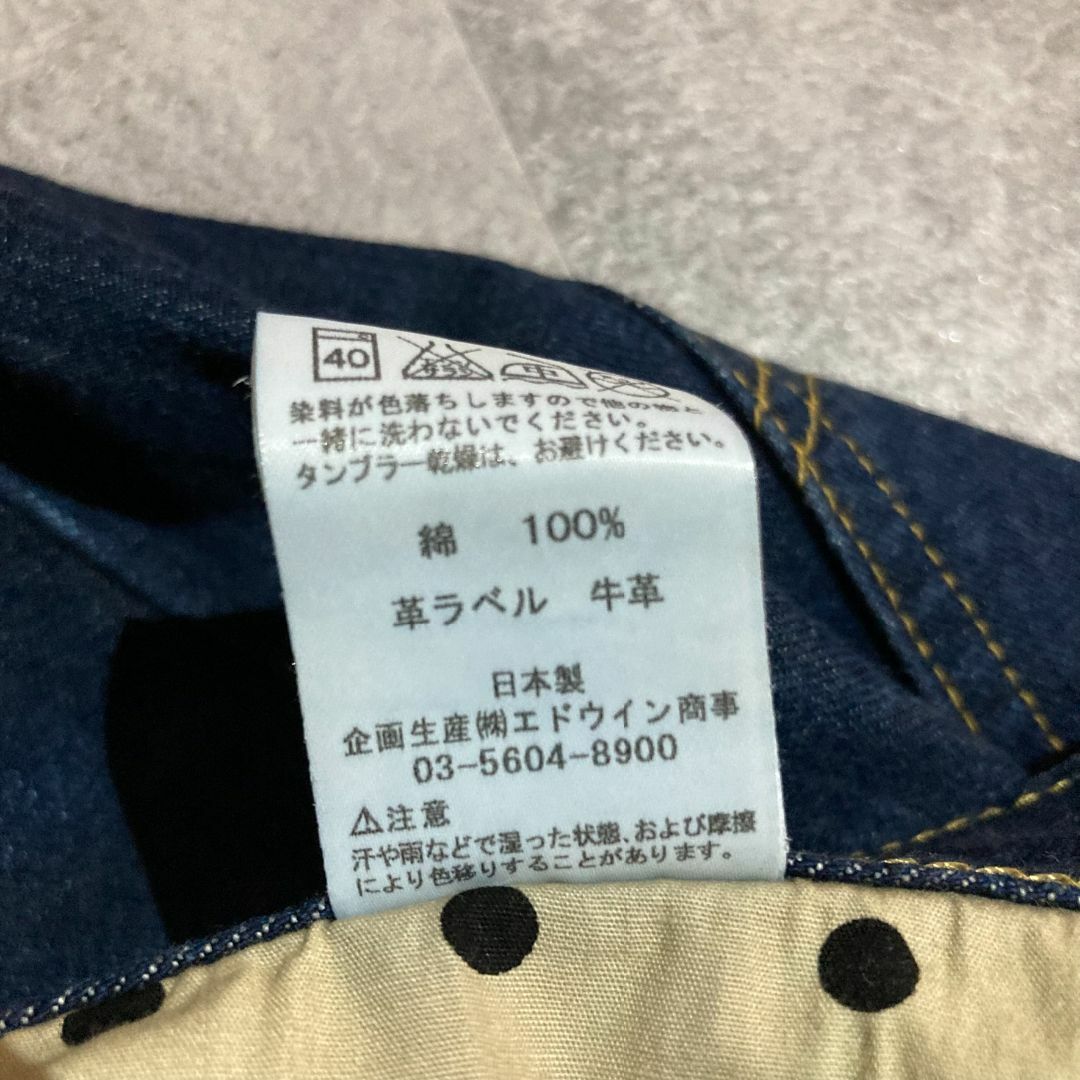 40 エンソ 中
染料が色落ちしますので他の物と
一緒に洗わないでください。
タンブラー乾燥は、お避けください。
綿 100%
革ラベル 牛革
日本製
企画生産㈱エドウイン商事
03-5604-8900
⚠注意
汗や雨などで湿った状態、および摩擦
により色移りすることがあります。